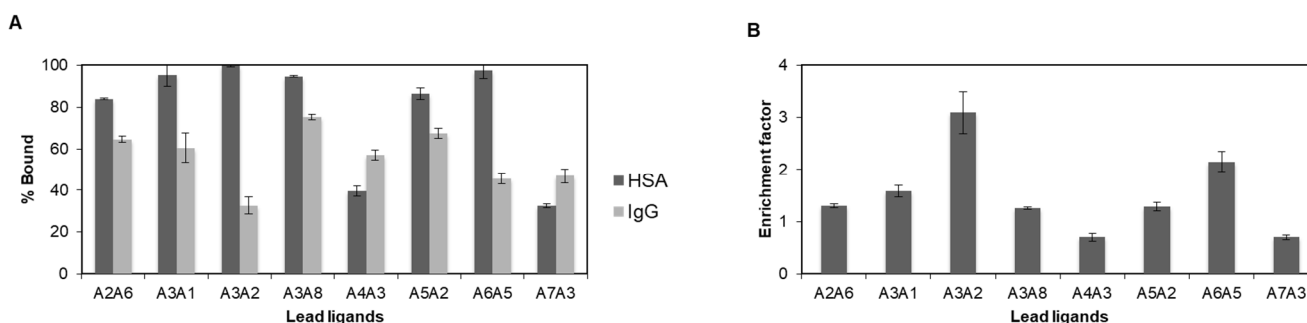 A
100
80
60
40
20
0
% Bound
A2A6 A3A1 A3A2 A3A8 A4A3 A5A2 A6A5 A7A3
Lead ligands
HSA
IgG
B
4
3
2
1
0
Enrichment factor
A2A6 A3A1 A3A2 A3A8 A4A3 A5A2 A6A5 A7A3
Lead ligands